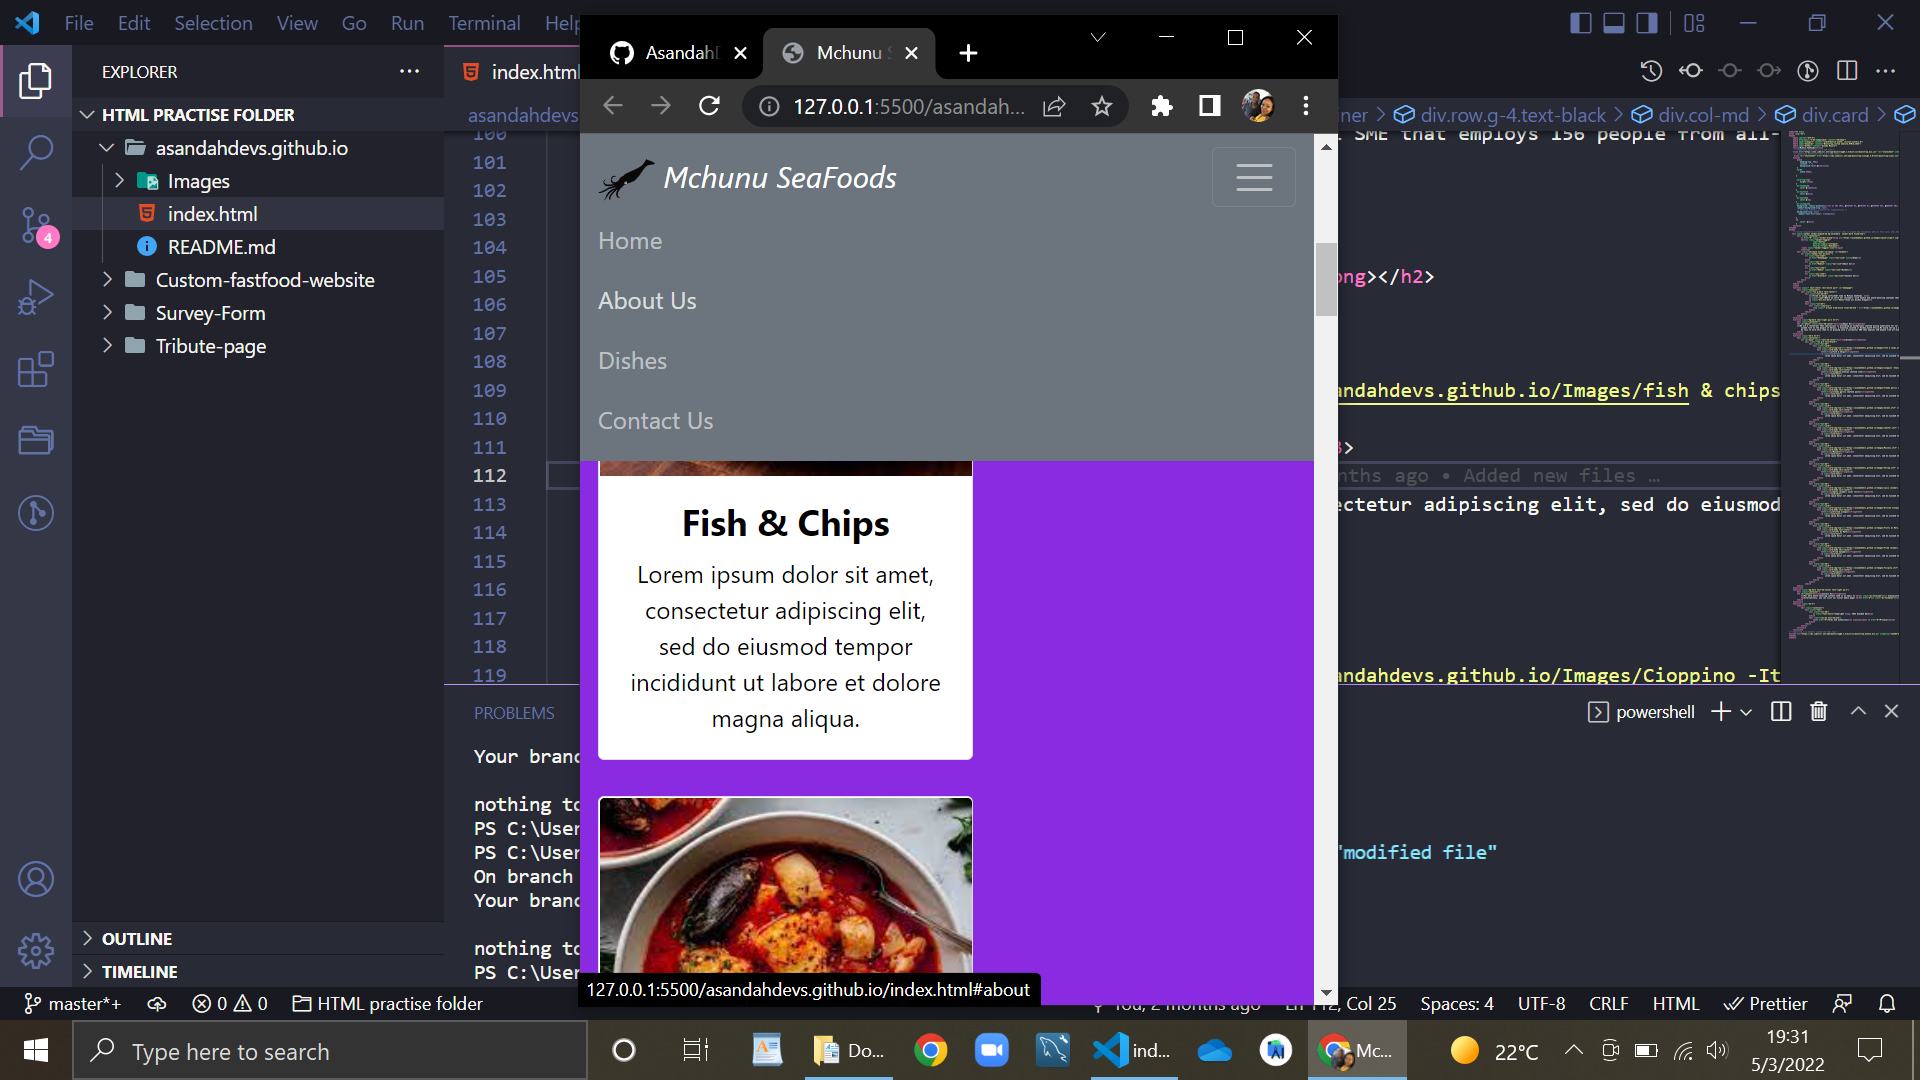 File Edit Selection View Go Run Terminal Help
EXPLORER
HTML PRACTISE FOLDER
asandahdevs.github.io
Images
index.html
README.md
Custom-fastfood-website
Survey-Form
Tribute-page
OUTLINE
TIMELINE
4
index.html
asandahdevs
100
101
102
103
104
105
106
107
108
109
110
111
112
113
114
115
116
117
118
119
AsandahD
Mchunu S
127.0.0.1:5500/asandah...
Mchunu SeaFoods
Home
About Us
Dishes
Contact Us
Fish & Chips
Lorem ipsum dolor sit amet,
consectetur adipiscing elit,
sed do eiusmod tempor
incididunt ut labore et dolore
magna aliqua.
127.0.0.1:5500/asandahdevs.github.io/index.html#about
ner > div.row.g-4.text-black > div.col-md > div.card >
SME that employs 156 people from all-
ong></h2>
andahdevs.github.io/Images/fish & chips
>
nths ago • Added new files …
ectetur adipiscing elit, sed do eiusmod
andahdevs.github.io/Images/Cioppino -It
PROBLEMS
powershell
Your branc
nothing to
PS C:\User
PS C:\User
"modified file"
On branch
Your branc
nothing to
PS C:\User
master*+
0 0
HTML practise folder
You, 2 months ago
Ln 112, Col 25
Spaces: 4
UTF-8
CRLF
HTML
Prettier
Type here to search
Do...
ind...
Mc...
22°C
19:31
5/3/2022